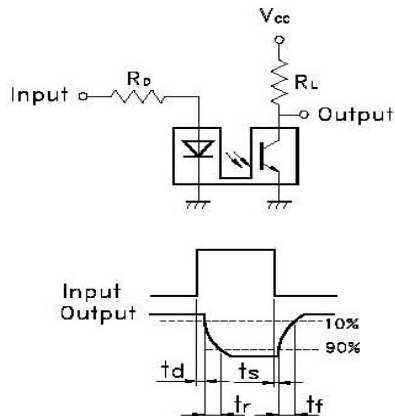 Vcc
RD
RL
Input
Output
Input
Output
10%
90%
td
ts
tr
tf